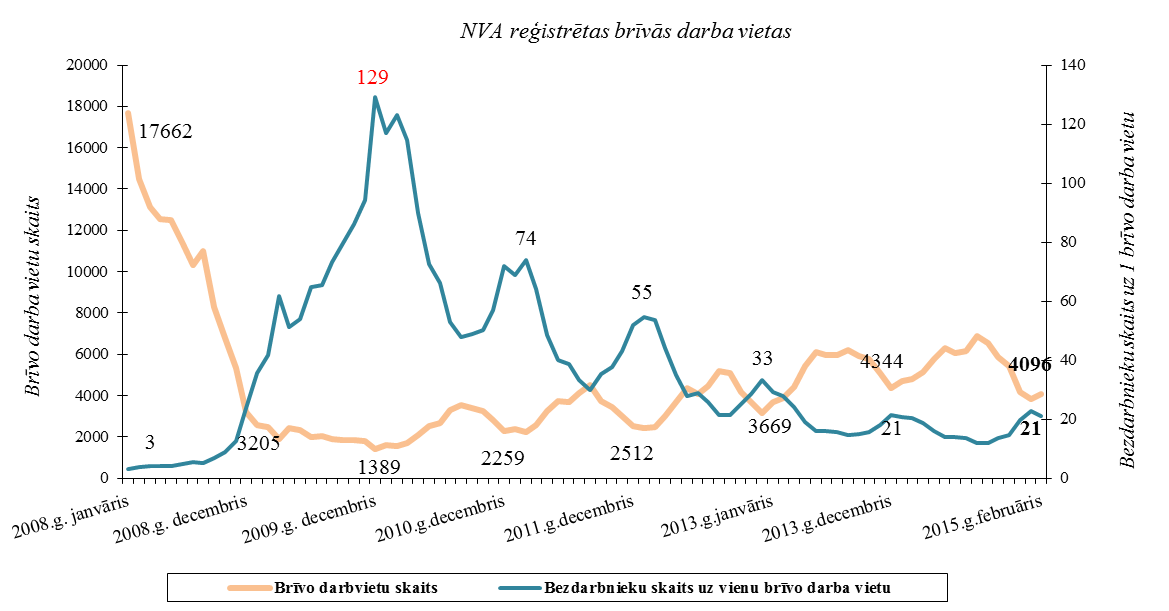 NVA reģistrētas brīvās darba vietas
Brīvo darba vietu skaits
20000
18000
16000
14000
12000
10000
8000
6000
4000
2000
0
140
120
100
80
60
40
20
0
Bezdarbnieku skaits uz 1 brīvo darba vietu
129
17662
74
55
33
4344
4096
3
3205
1389
2259
2512
3669
21
21
2008.g. janvāris
2008.g. decembris
2009.g. decembris
2010.g.decembris
2011.g.decembris
2013.g.janvāris
2013.g.decembris
2015.g.februāris
Brīvo darbvietu skaits
Bezdarbnieku skaits uz vienu brīvo darba vietu